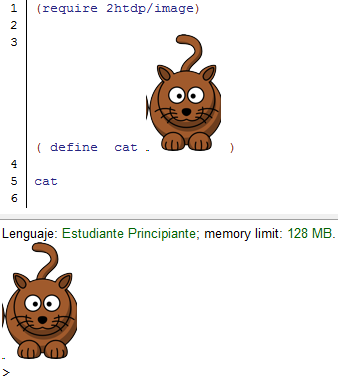 1 (require 2htdp/image)
2
3 ( define cat )
4
5 cat
6
Lenguaje: Estudiante Principiante; memory limit: 128 MB.
>